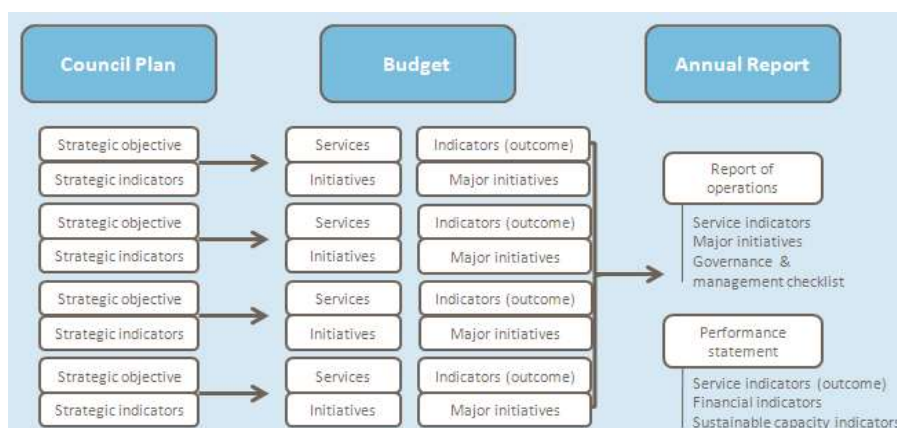 Council Plan
Budget
Annual Report
Strategic objective
Strategic indicators
Services
Initiatives
Indicators (outcome)
Major initiatives
Strategic objective
Strategic indicators
Services
Initiatives
Indicators (outcome)
Major initiatives
Strategic objective
Strategic indicators
Services
Initiatives
Indicators (outcome)
Major initiatives
Strategic objective
Strategic indicators
Services
Initiatives
Indicators (outcome)
Major initiatives
Report of
operations
Service indicators
Major initiatives
Governance &
management checklist
Performance
statement
Service indicators (outcome)
Financial indicators
Sustainable capacity indicators